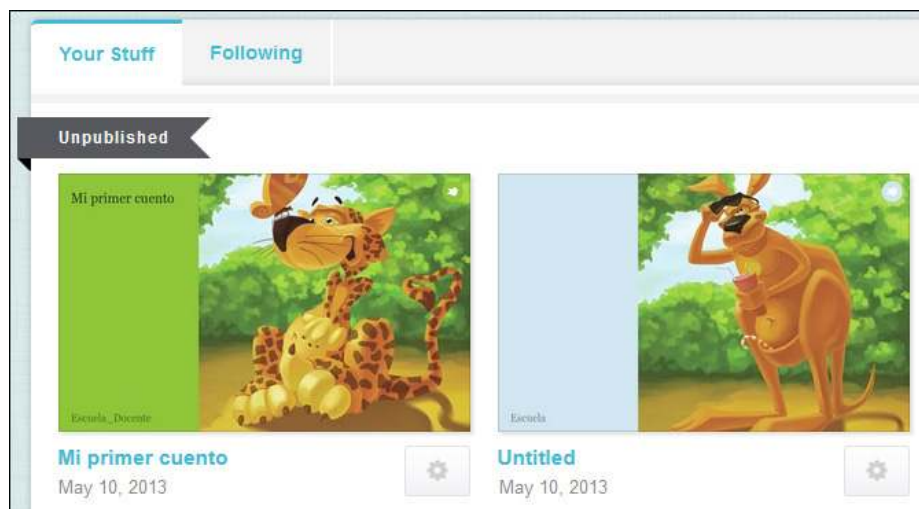 Your Stuff
Following
Unpublished
Mi primer cuento
Escuela_Docente
Escuela
Mi primer cuento
May 10, 2013
Untitled
May 10, 2013